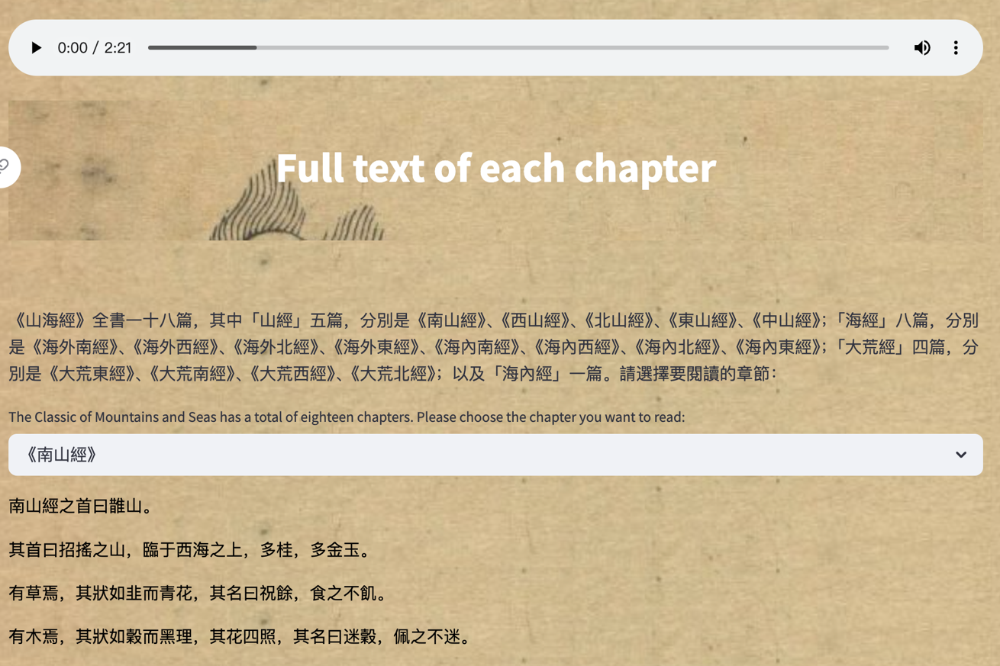 0:00 / 2:21
Full text of each chapter
《山海經》全書一十八篇，其中「山經」五篇，分別是《南山經》、《西山經》、《北山經》、《東山經》、《中山經》；「海經」八篇，分別
是《海外南經》、《海外西經》、《海外北經》、《海外東經》、《海內南經》、《海內西經》、《海內北經》、《海內東經》；「大荒經」四篇，分
別是《大荒東經》、《大荒南經》、《大荒西經》、《大荒北經》；以及「海內經」一篇。請選擇要閱讀的章節：
The Classic of Mountains and Seas has a total of eighteen chapters. Please choose the chapter you want to read:
《南山經》
南山經之首曰䧿山。
其首曰招搖之山，臨于西海之上，多桂，多金玉。
有草焉，其狀如韭而青花，其名曰祝餘，食之不飢。
有木焉，其狀如榖而黑理，其花四照，其名曰迷榖，佩之不迷。